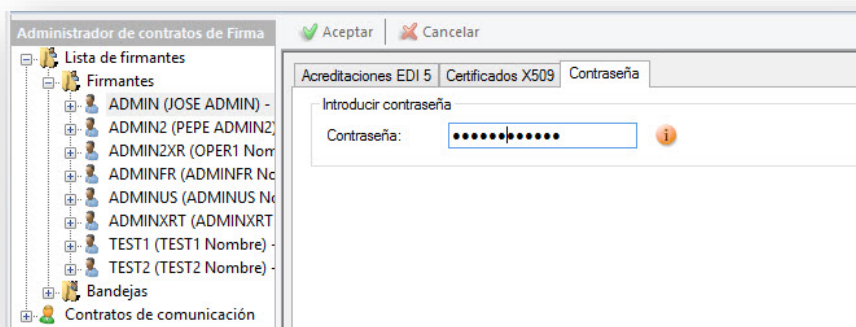 Administrador de contratos de Firma
Lista de firmantes
Firmantes
ADMIN (JOSE ADMIN) -
ADMIN2 (PEPE ADMIN2)
ADMIN2XR (OPER1 Nom
ADMINFR (ADMINFR No
ADMINUS (ADMINUS No
ADMINXRT (ADMINXRT
TEST1 (TEST1 Nombre) -
TEST2 (TEST2 Nombre) -
Bandejas
Contratos de comunicación
Aceptar Cancelar
Acreditaciones EDI 5 Certificados X509 Contraseña
Introducir contraseña
Contraseña: ●●●●●●●●●●●●